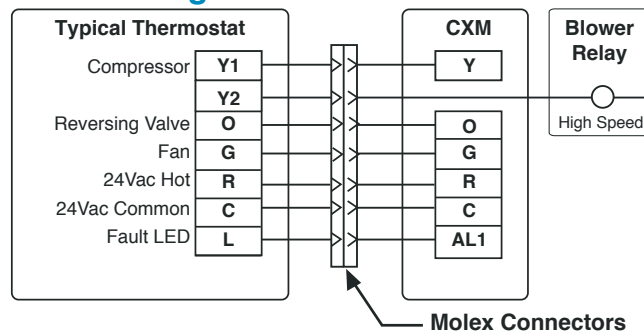 Typical Thermostat
CXM
Blower
Relay
Compressor Y1
Y
Y2
High Speed
Reversing Valve O
O
Fan G
G
24Vac Hot R
R
24Vac Common C
C
Fault LED L
AL1
Molex Connectors